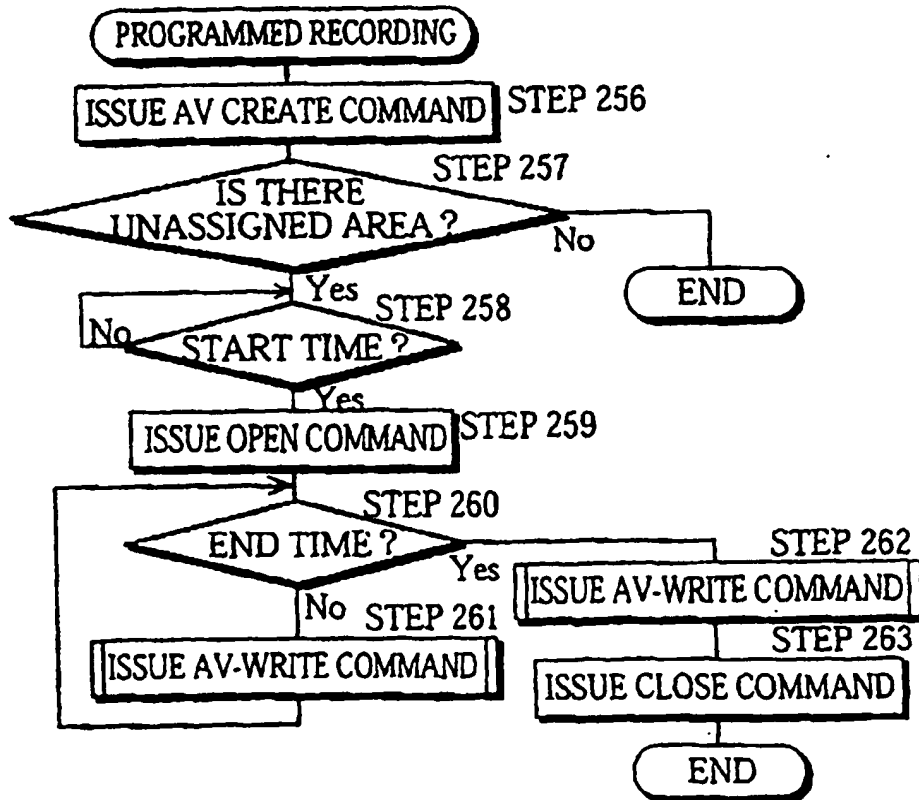 PROGRAMMED RECORDING
ISSUE AV CREATE COMMAND
STEP 256
STEP 257
IS THERE
UNASSIGNED AREA ?
No
END
Yes
STEP 258
No
START TIME ?
Yes
ISSUE OPEN COMMAND
STEP 259
STEP 260
END TIME ?
Yes
No
STEP 261
ISSUE AV-WRITE COMMAND
STEP 262
ISSUE AV-WRITE COMMAND
STEP 263
ISSUE CLOSE COMMAND
END